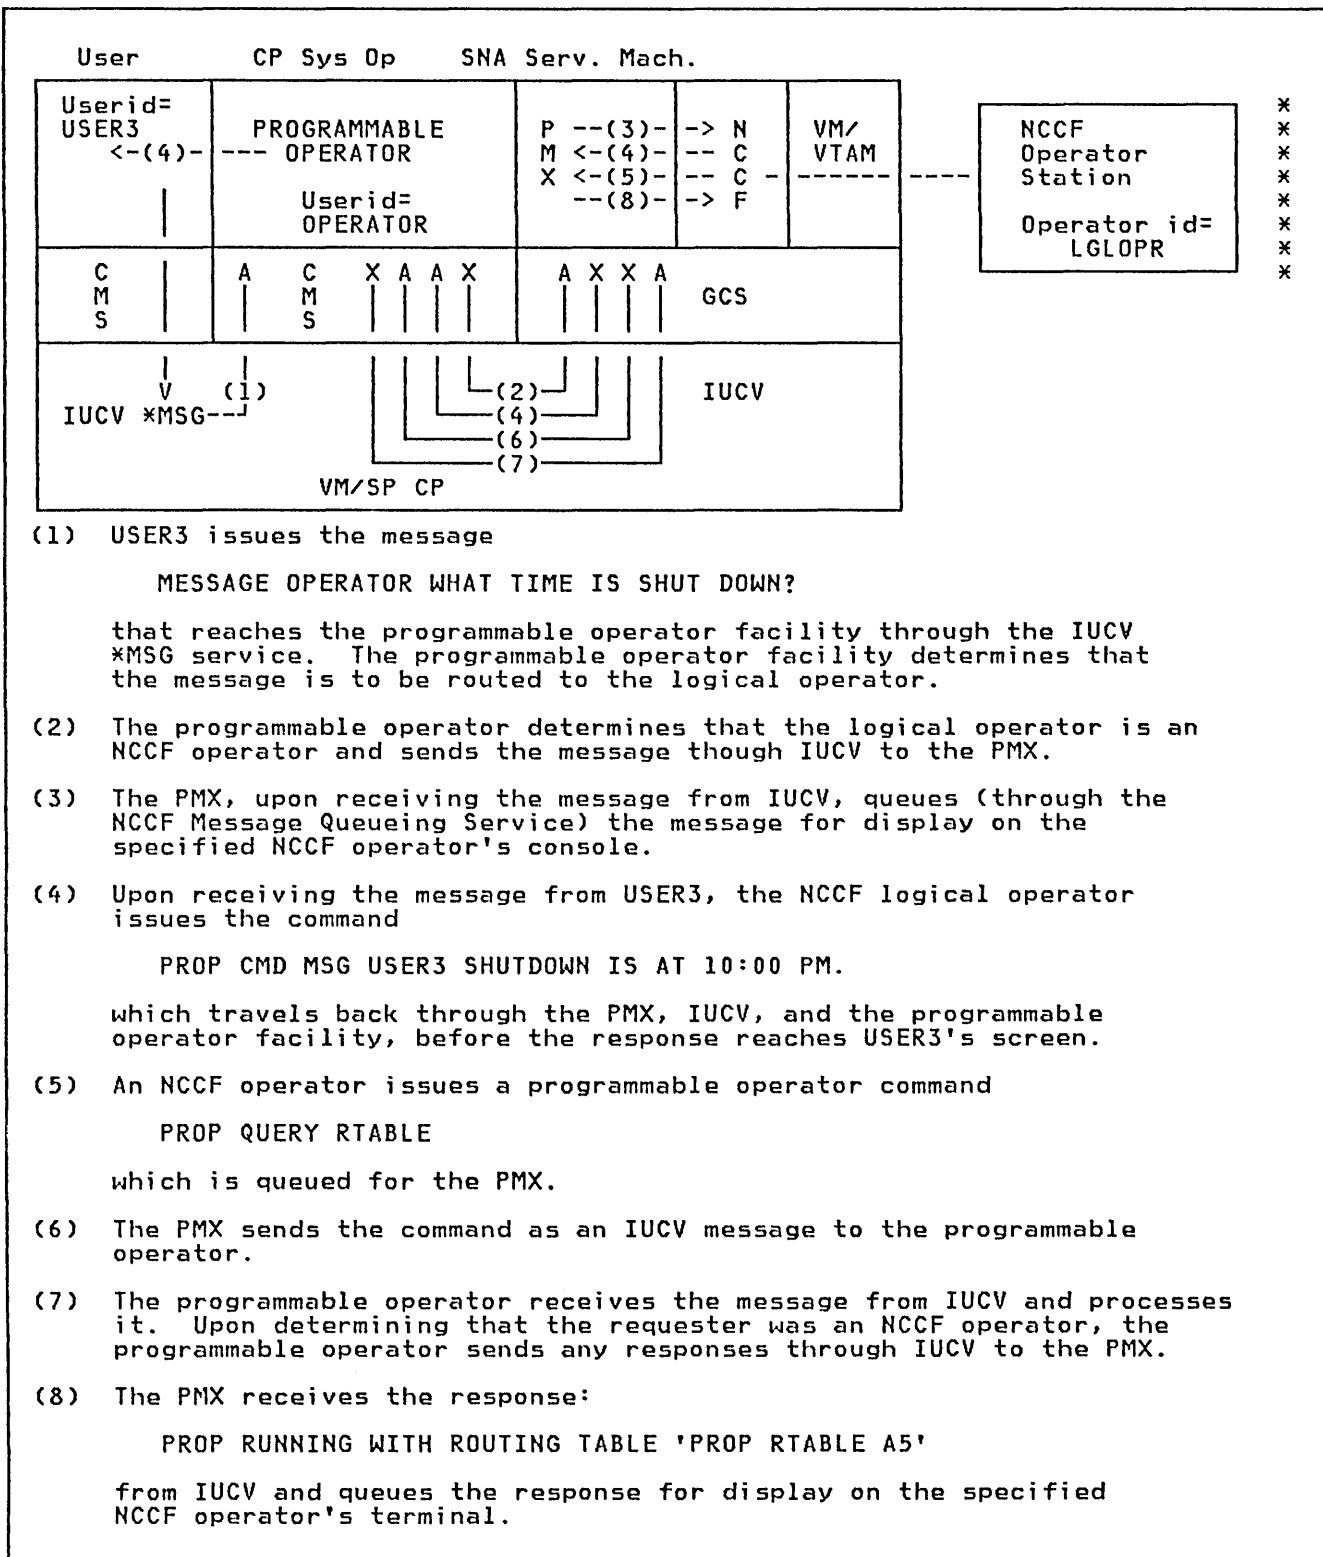 User CP Sys Op SNA Serv. Mach.
Userid= *
USER3 PROGRAMMABLE P --(3)- -> N VM/ NCCF *
<-(4)- --- OPERATOR M <-(4)- -- C VTAM Operator *
X <-(5)- -- C - ------ ---- Station *
Userid= --(8)- -> F *
OPERATOR Operator id= *
LGLOPR *
C A C X A A X A X X A *
M M GCS
S S
V (1) (2) IUCV
IUCV *MSG--- (4)
(6)
(7)
VM/SP CP
(1) USER3 issues the message
MESSAGE OPERATOR WHAT TIME IS SHUT DOWN?
that reaches the programmable operator facility through the IUCV
*MSG service. The programmable operator facility determines that
the message is to be routed to the logical operator.
(2) The programmable operator determines that the logical operator is an
NCCF operator and sends the message though IUCV to the PMX.
(3) The PMX, upon receiving the message from IUCV, queues (through the
NCCF Message Queueing Service) the message for display on the
specified NCCF operator's console.
(4) Upon receiving the message from USER3, the NCCF logical operator
issues the command
PROP CMD MSG USER3 SHUTDOWN IS AT 10:00 PM.
which travels back through the PMX, IUCV, and the programmable
operator facility, before the response reaches USER3's screen.
(5) An NCCF operator issues a programmable operator command
PROP QUERY RTABLE
which is queued for the PMX.
(6) The PMX sends the command as an IUCV message to the programmable
operator.
(7) The programmable operator receives the message from IUCV and processes
it. Upon determining that the requester was an NCCF operator, the
programmable operator sends any responses through IUCV to the PMX.
(8) The PMX receives the response:
PROP RUNNING WITH ROUTING TABLE 'PROP RTABLE A5'
from IUCV and queues the response for display on the specified
NCCF operator's terminal.